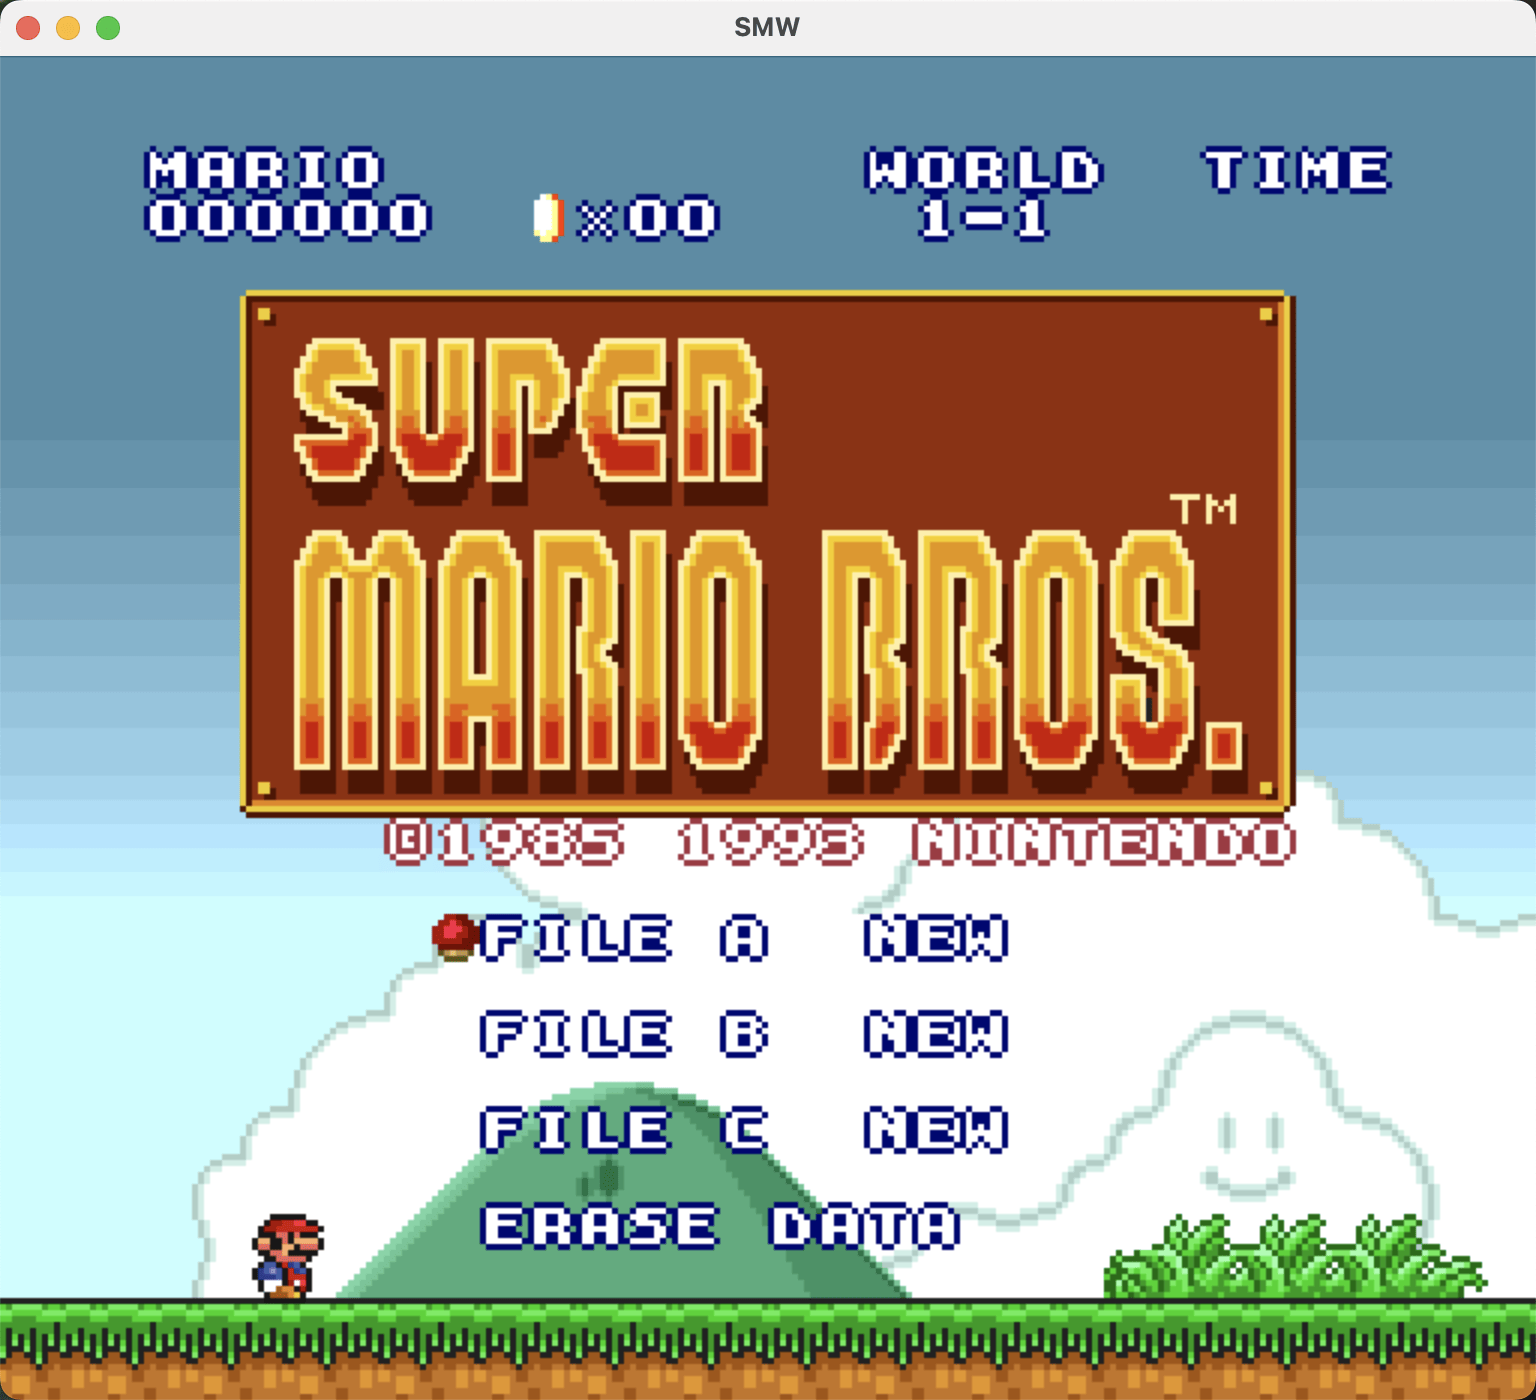 SMW
MARIO WORLD TIME
000000 ×00 1-1
SUPER
MARIO BROS.™
©1985 1993 NINTENDO
FILE A NEW
FILE B NEW
FILE C NEW
ERASE DATA